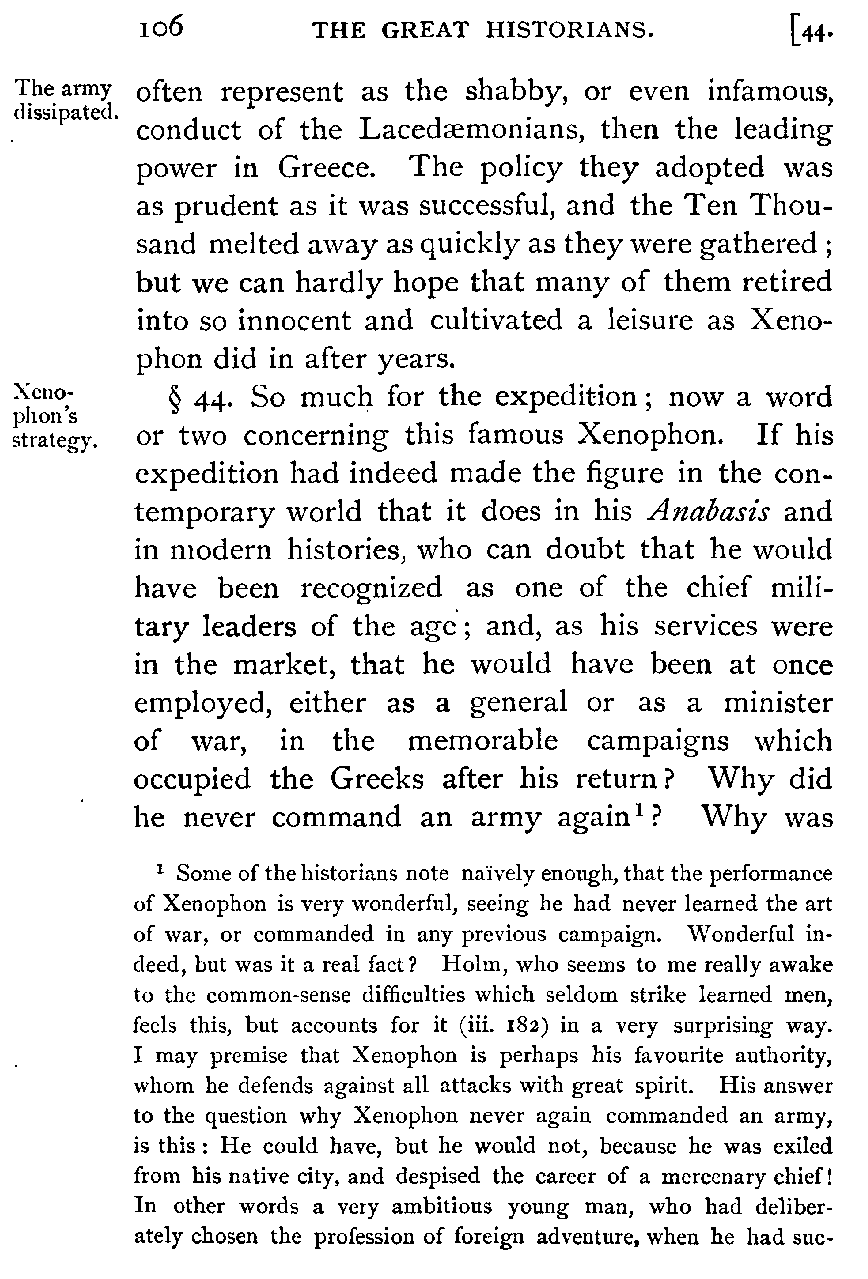 106 THE GREAT HISTORIANS. [44.
The army
dissipated.
often represent as the shabby, or even infamous,
conduct of the Lacedæmonians, then the leading
power in Greece. The policy they adopted was
as prudent as it was successful, and the Ten Thou-
sand melted away as quickly as they were gathered ;
but we can hardly hope that many of them retired
into so innocent and cultivated a leisure as Xeno-
phon did in after years.
Xeno-
phon's
strategy.
§ 44. So much for the expedition ; now a word
or two concerning this famous Xenophon. If his
expedition had indeed made the figure in the con-
temporary world that it does in his Anabasis and
in modern histories, who can doubt that he would
have been recognized as one of the chief mili-
tary leaders of the age ; and, as his services were
in the market, that he would have been at once
employed, either as a general or as a minister
of war, in the memorable campaigns which
occupied the Greeks after his return? Why did
he never command an army again¹? Why was
¹ Some of the historians note naïvely enough, that the performance
of Xenophon is very wonderful, seeing he had never learned the art
of war, or commanded in any previous campaign. Wonderful in-
deed, but was it a real fact? Holm, who seems to me really awake
to the common-sense difficulties which seldom strike learned men,
feels this, but accounts for it (iii. 182) in a very surprising way.
I may premise that Xenophon is perhaps his favourite authority,
whom he defends against all attacks with great spirit. His answer
to the question why Xenophon never again commanded an army,
is this : He could have, but he would not, because he was exiled
from his native city, and despised the career of a mercenary chief!
In other words a very ambitious young man, who had deliber-
ately chosen the profession of foreign adventure, when he had suc-